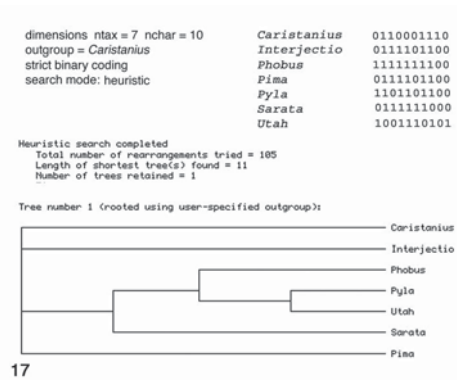 dimensions ntax = 7 nchar = 10
outgroup = Caristanius
strict binary coding
search mode: heuristic
Caristanius 0110001110
Interjectio 0111101100
Phobus 1111111100
Pima 0111101100
Pyla 1101101100
Sarata 0111111000
Utah 1001110101
Heuristic search completed
Total number of rearrangements tried = 105
Length of shortest tree(s) found = 11
Number of trees retained = 1
Tree number 1 (rooted using user-specified outgroup):
Caristanius
Interjectio
Phobus
Pyla
Utah
Sarata
Pima
17